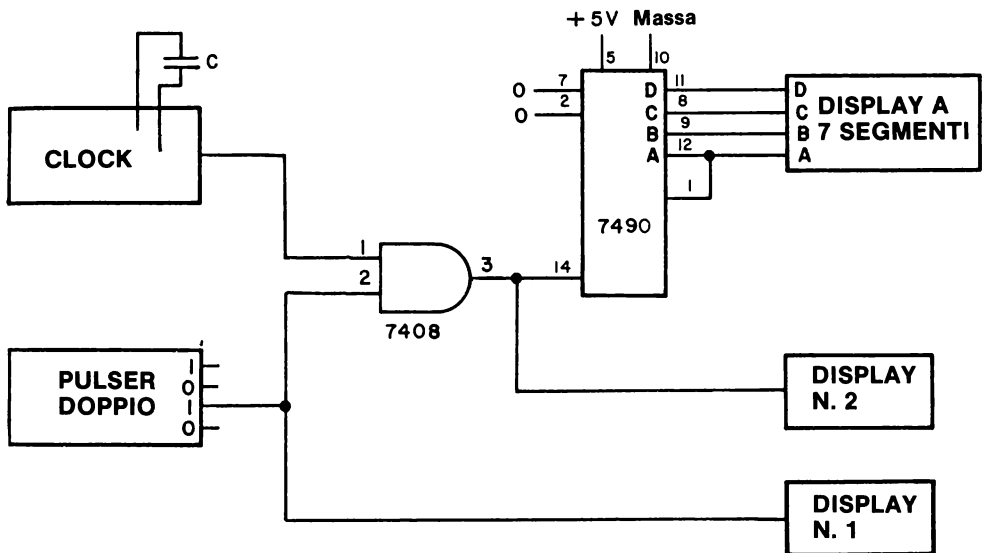 +5V Massa
5 10
C
CLOCK
0 7
0 2
D 11
C 8
B 9
A 12
1
D
C
B
A
DISPLAY A
7 SEGMENTI
7490
14
1
2
3
7408
PULSER
DOPPIO
1
0
1
0
DISPLAY
N. 2
DISPLAY
N. 1